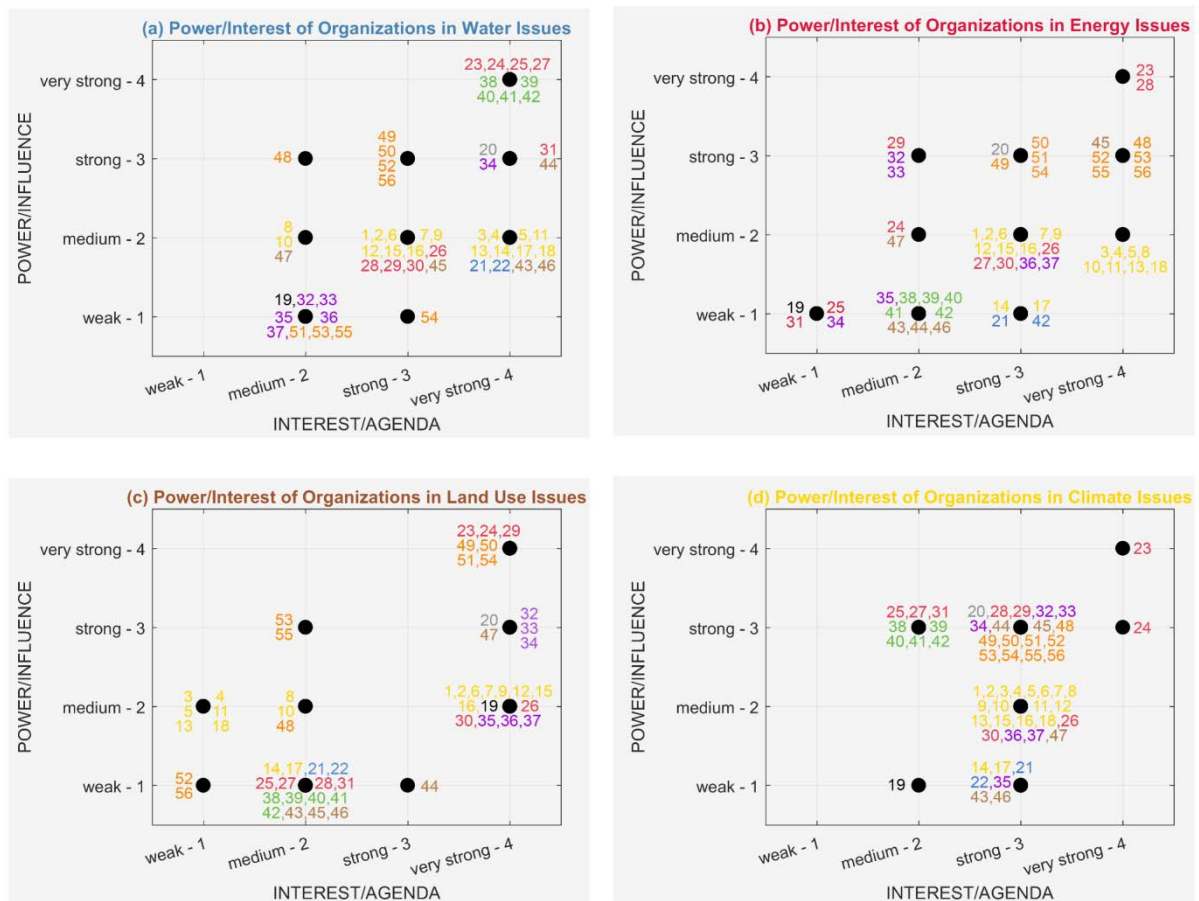 (a) Power/Interest of Organizations in Water Issues
very strong - 4
strong - 3
medium - 2
weak - 1
POWER/INFLUENCE
23,24,25,27
38 39
40,41,42
48
49
50
52
56
20 31
34 44
8
10
47
1,2,6 7,9
12,15,16,26
28,29,30,45
3,4 5,11
13,14,17,18
21,22,43,46
19,32,33
35 36
37,51,53,55
54
weak - 1
medium - 2
strong - 3
very strong - 4
INTEREST/AGENDA
(b) Power/Interest of Organizations in Energy Issues
very strong - 4
strong - 3
medium - 2
weak - 1
POWER/INFLUENCE
23
28
29
32
33
20 50
49 51
54
45 48
52 53
55 56
24
47
1,2,6 7,9
12,15,16,26
27,30,36,37
3,4,5,8
10,11,13,18
19 25
31 34
35,38,39,40
41 42
43,44,46
14 17
21 42
weak - 1
medium - 2
strong - 3
very strong - 4
INTEREST/AGENDA
(c) Power/Interest of Organizations in Land Use Issues
very strong - 4
strong - 3
medium - 2
weak - 1
POWER/INFLUENCE
23,24,29
49,50
51,54
53
55
20 32
47 33
34
3 4
5 11
13 18
8
10
48
1,2,6,7,9,12,15
16,19 26
30,35,36,37
52
56
14,17,21,22
25,27 28,31
38,39,40,41
42,43,45,46
44
weak - 1
medium - 2
strong - 3
very strong - 4
INTEREST/AGENDA
(d) Power/Interest of Organizations in Climate Issues
very strong - 4
strong - 3
medium - 2
weak - 1
POWER/INFLUENCE
23
25,27,31
38 39
40,41,42
20,28,29,32,33
34,44 45,48
49,50,51,52
53,54,55,56
24
1,2,3,4,5,6,7,8
9,10 11,12
13,15,16,18,26
30,36,37,47
19
14,17,21
22,35
43,46
weak - 1
medium - 2
strong - 3
very strong - 4
INTEREST/AGENDA